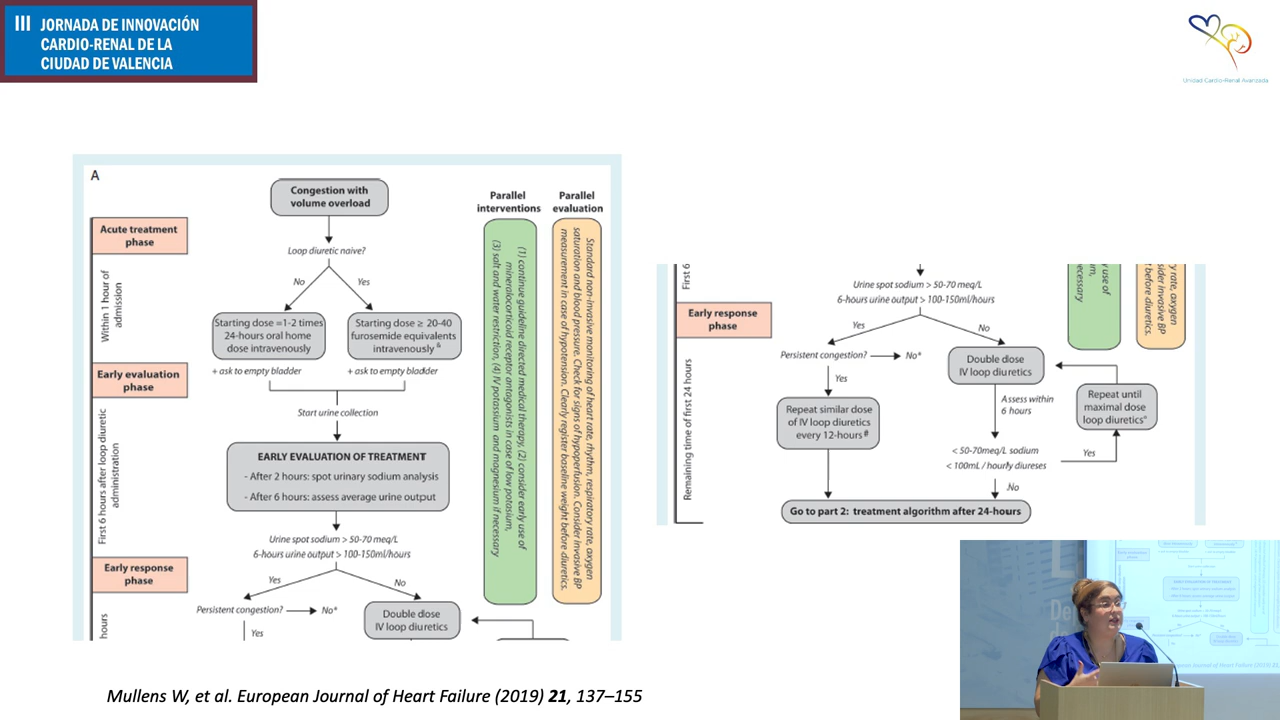 III JORNADA DE INNOVACIÓN
CARDIO-RENAL DE LA
CIUDAD DE VALENCIA
Unidad Cardio-Renal Avanzada
A
Congestion with
volume overload
Parallel
interventions
Parallel
evaluation
Acute treatment
phase
Loop diuretic naive?
No
Yes
Within 1 hour of
admission
Starting dose =1-2 times
24-hours oral home
dose intravenously
Starting dose ≥ 20-40
furosemide equivalents
intravenously &
+ ask to empty bladder
+ ask to empty bladder
Early evaluation
phase
Start urine collection
First 6 hours after loop diuretic
administration
EARLY EVALUATION OF TREATMENT
- After 2 hours: spot urinary sodium analysis
- After 6 hours: assess average urine output
Urine spot sodium > 50-70 meq/L
6-hours urine output > 100-150ml/hours
Early response
phase
Yes
No
Persistent congestion?
No*
Double dose
IV loop diuretics
Yes
hours
(1) continue guideline directed medical therapy, (2) consider early use of
mineralocorticoid receptor antagonists in case of low potasium,
(3) salt and water restriction, (4) IV potassium and magnesium if necessary
Standard non-invasive monitoring of heart rate, rhythm, respiratory rate, oxygen
saturation and blood pressure. Check for signs of hypoperfusion. Consider invasive BP
measurement in case of hypotension. Clearly register baseline weight before diuretics.
First 6
Urine spot sodium > 50-70 meq/L
6-hours urine output > 100-150ml/hours
r use of
um,
necessary
ry rate, oxygen
sider invasive BP
t before diuretics.
Early response
phase
Yes
No
Persistent congestion?
No*
Double dose
IV loop diuretics
Yes
Remaining time of first 24 hours
Repeat similar dose
of IV loop diuretics
every 12-hours #
Assess within
6 hours
Repeat until
maximal dose
loop diuretics°
< 50-70meq/L sodium
< 100mL / hourly diureses
Yes
No
Go to part 2: treatment algorithm after 24-hours
Mullens W, et al. European Journal of Heart Failure (2019) 21, 137–155